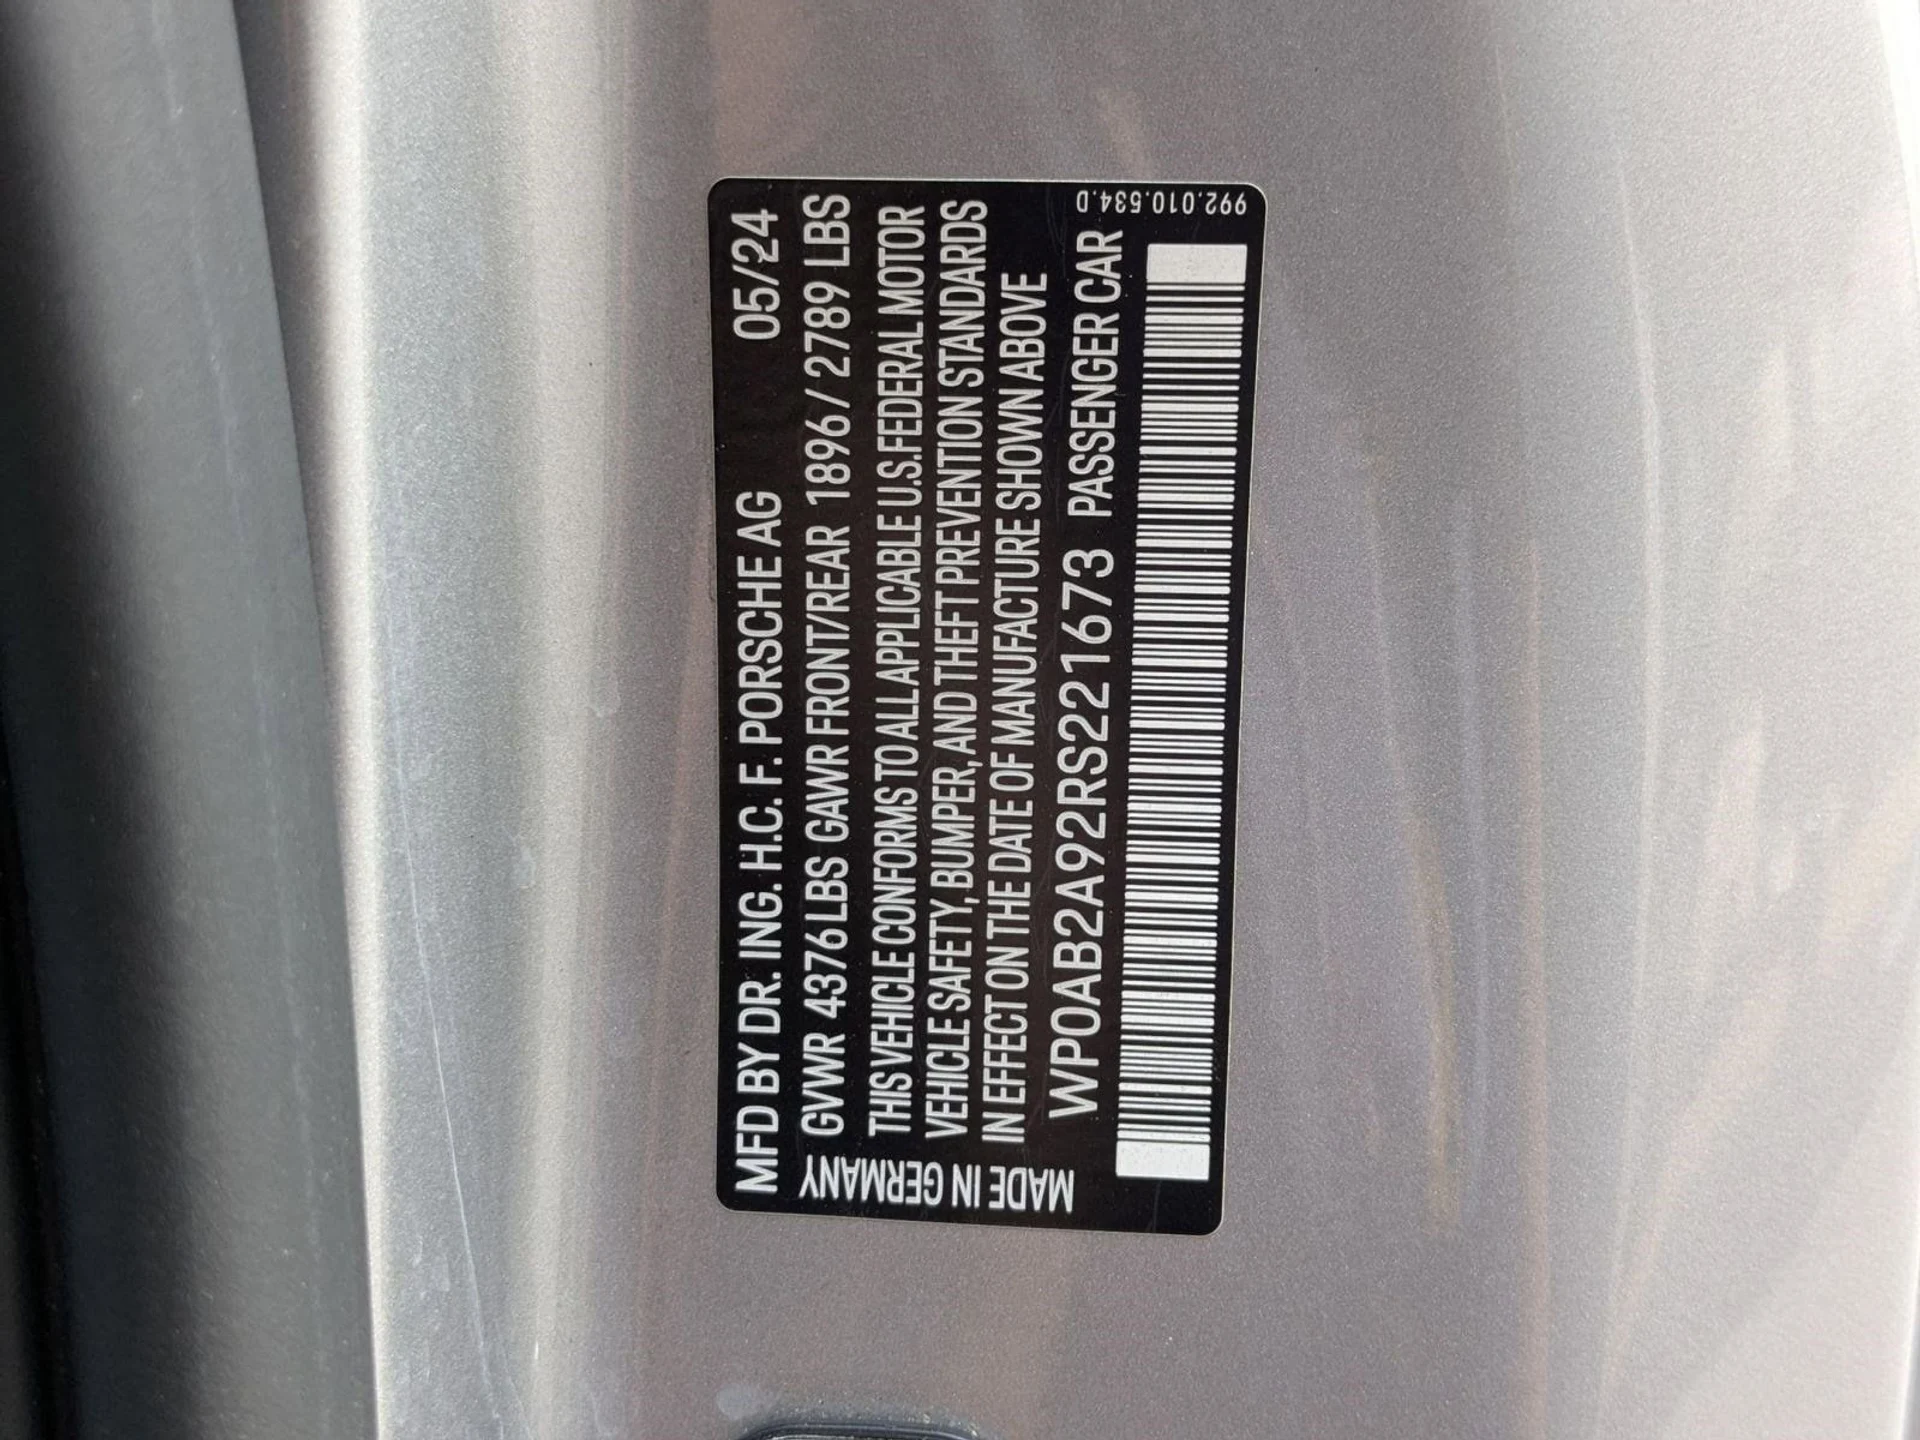 MFD BY DR. ING. H.C. F. PORSCHE AG 05/24
GVWR 4376LBS GAWR FRONT/REAR 1896/2789 LBS
THIS VEHICLE CONFORMS TO ALL APPLICABLE U.S.FEDERAL MOTOR
VEHICLE SAFETY, BUMPER, AND THEFT PREVENTION STANDARDS
IN EFFECT ON THE DATE OF MANUFACTURE SHOWN ABOVE
WP0AB2A92RS221673 PASSENGER CAR
MADE IN GERMANY
992.010.534.D